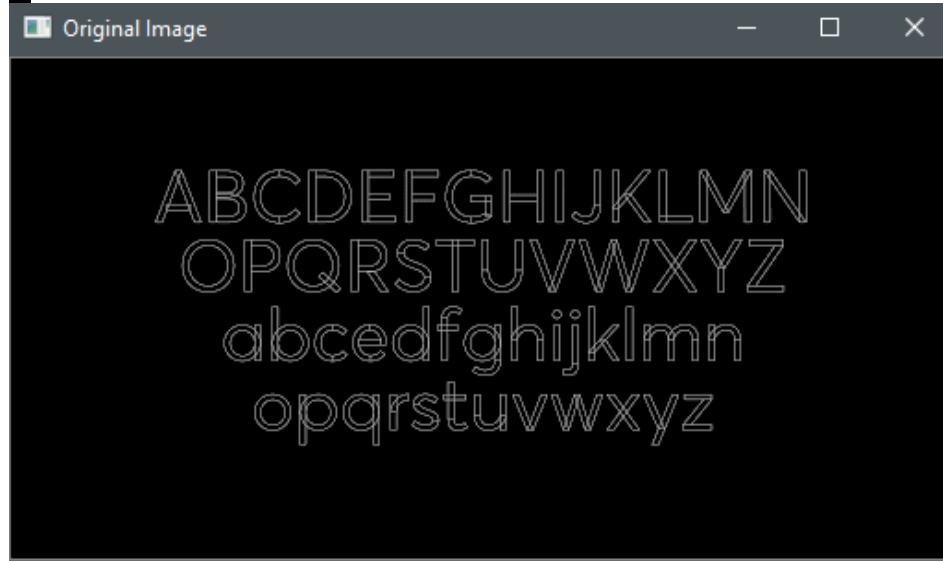 Original Image
ABCDEFGHIJKLMN
OPQRSTUVWXYZ
abcedfghijklmn
opqrstuvwxyz